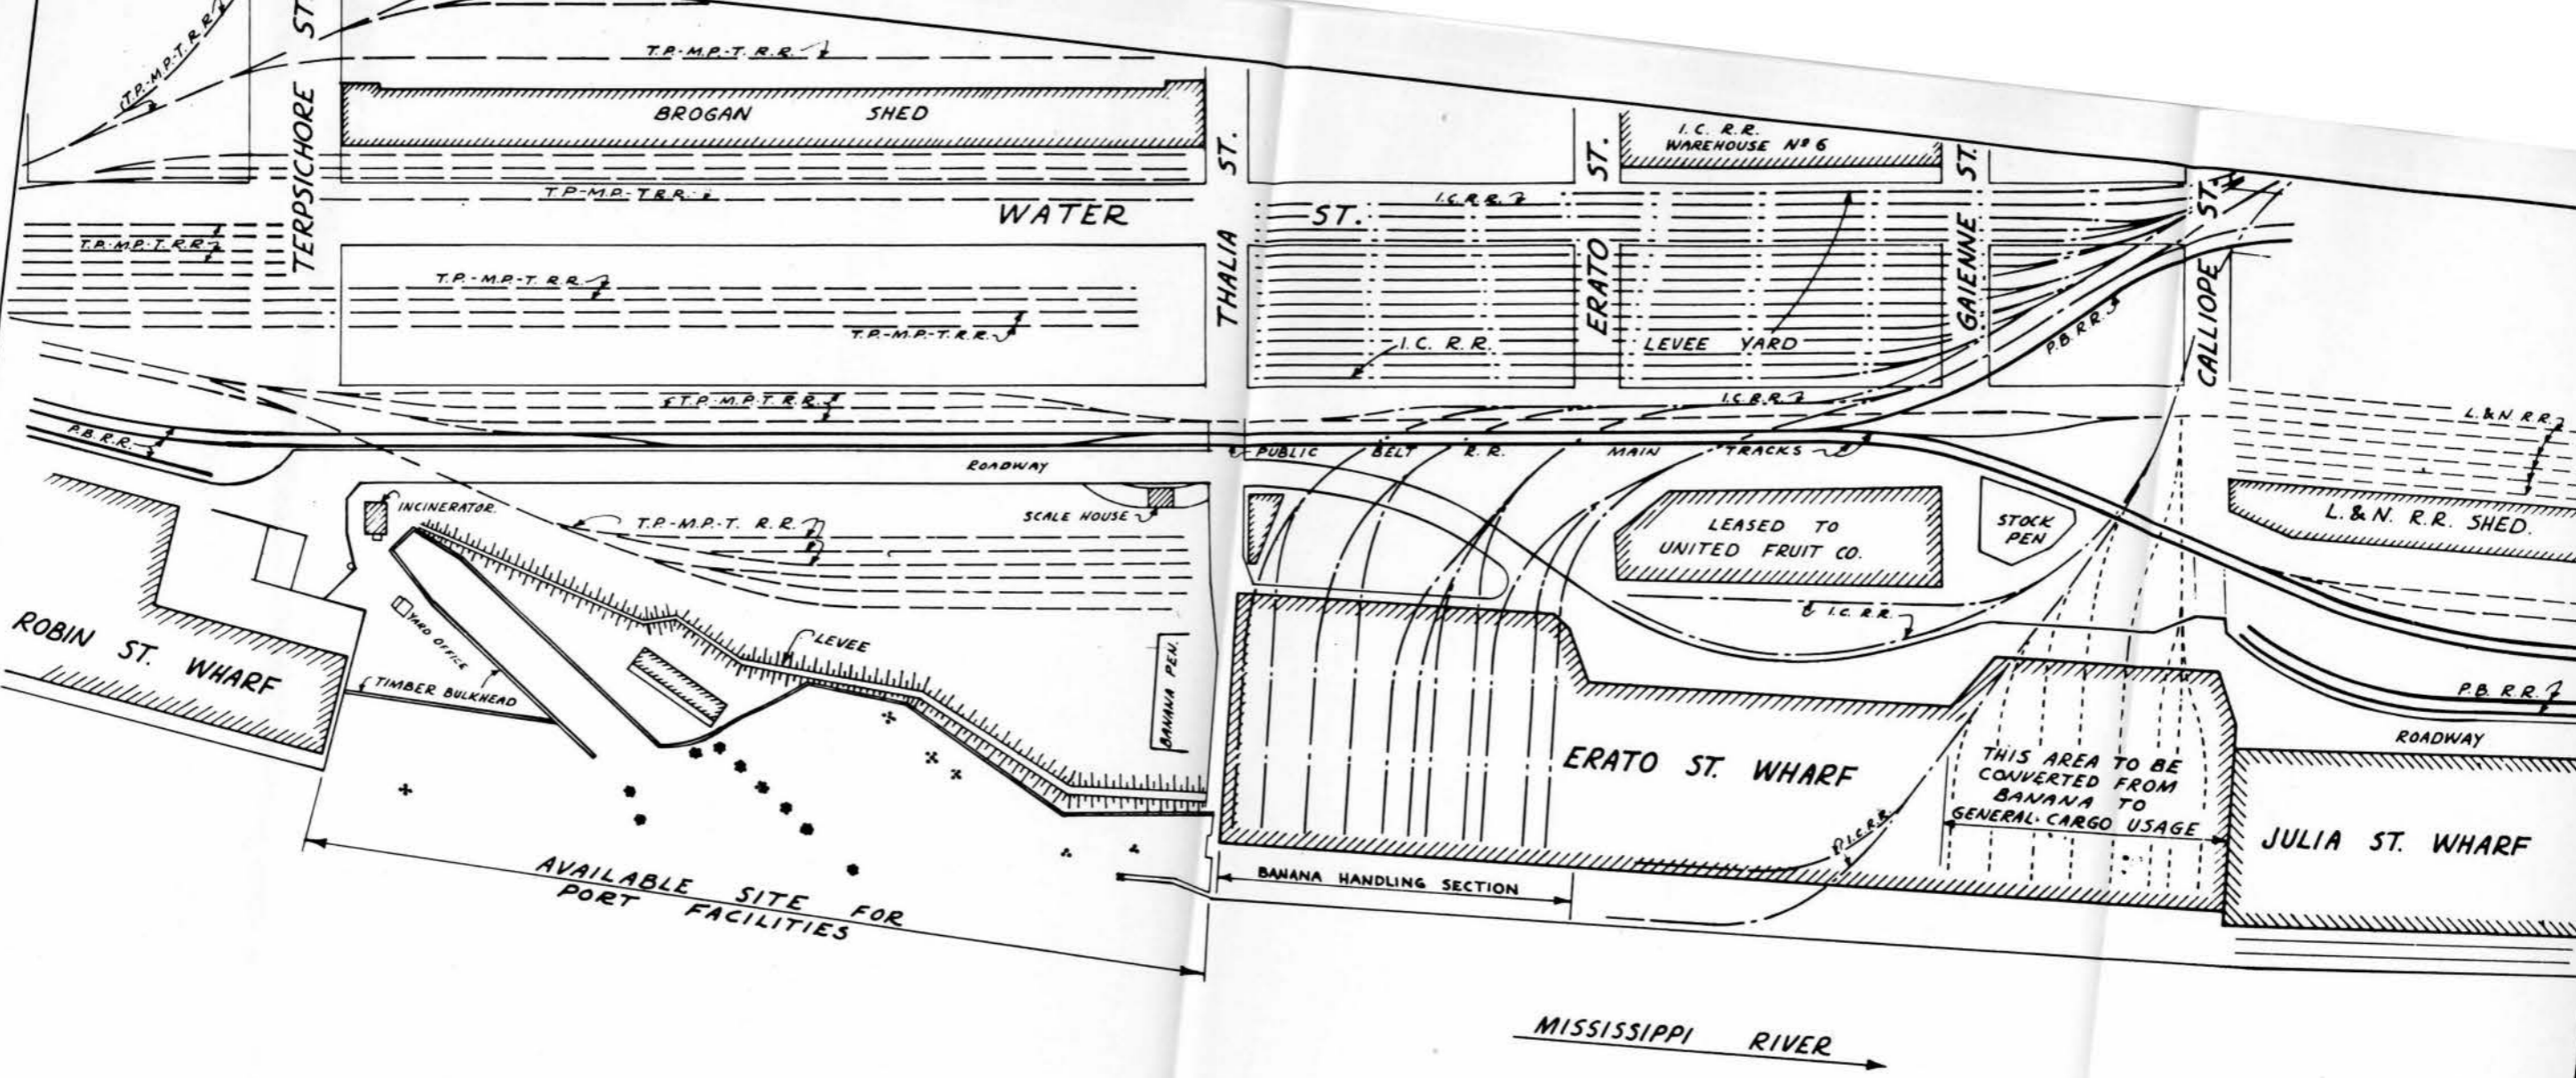 T.P.-M.P.-T.R.R.
TERPSICHORE ST.
T.P.-M.P.-T. R.R.
BROGAN SHED
T.P.-M.P.-T.R.R.
WATER ST.
T.P.-M.P.-T.R.R.
T.P.-M.P.-T. R.R.
T.P.-M.P.-T.R.R.
THALIA ST.
I.C. R.R.
WAREHOUSE Nº 6
I.C.R.R.
ERATO ST.
GAIENNE ST.
CALLIOPE ST.
I.C. R.R.
LEVEE YARD
P.B.R.R.
I.C.R.R.
T.P.-M.P.-T. R.R.
P.B.R.R.
ROADWAY
PUBLIC BELT R.R. MAIN TRACKS
L.&N. R.R.
INCINERATOR
SCALE HOUSE
T.P.-M.P.-T. R.R.
LEASED TO
UNITED FRUIT CO.
STOCK
PEN
L.&N. R.R. SHED.
₵ I.C. R.R.
YARD OFFICE
LEVEE
BANANA PEN.
ROBIN ST. WHARF
TIMBER BULKHEAD
P.B. R.R.
ROADWAY
ERATO ST. WHARF
THIS AREA TO BE
CONVERTED FROM
BANANA TO
GENERAL CARGO USAGE
I.C.R.R.
JULIA ST. WHARF
BANANA HANDLING SECTION
AVAILABLE SITE FOR
PORT FACILITIES
MISSISSIPPI RIVER